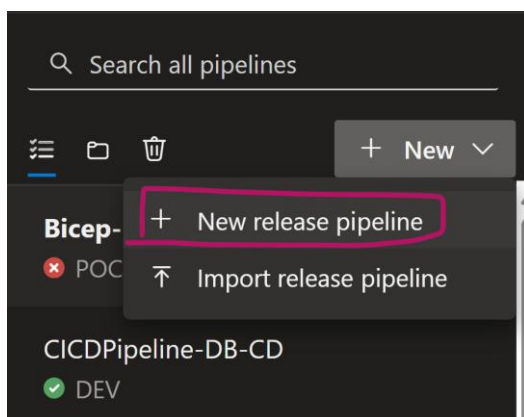 Search all pipelines
+ New
Bicep-
+ New release pipeline
POC
Import release pipeline
CICDPipeline-DB-CD
DEV